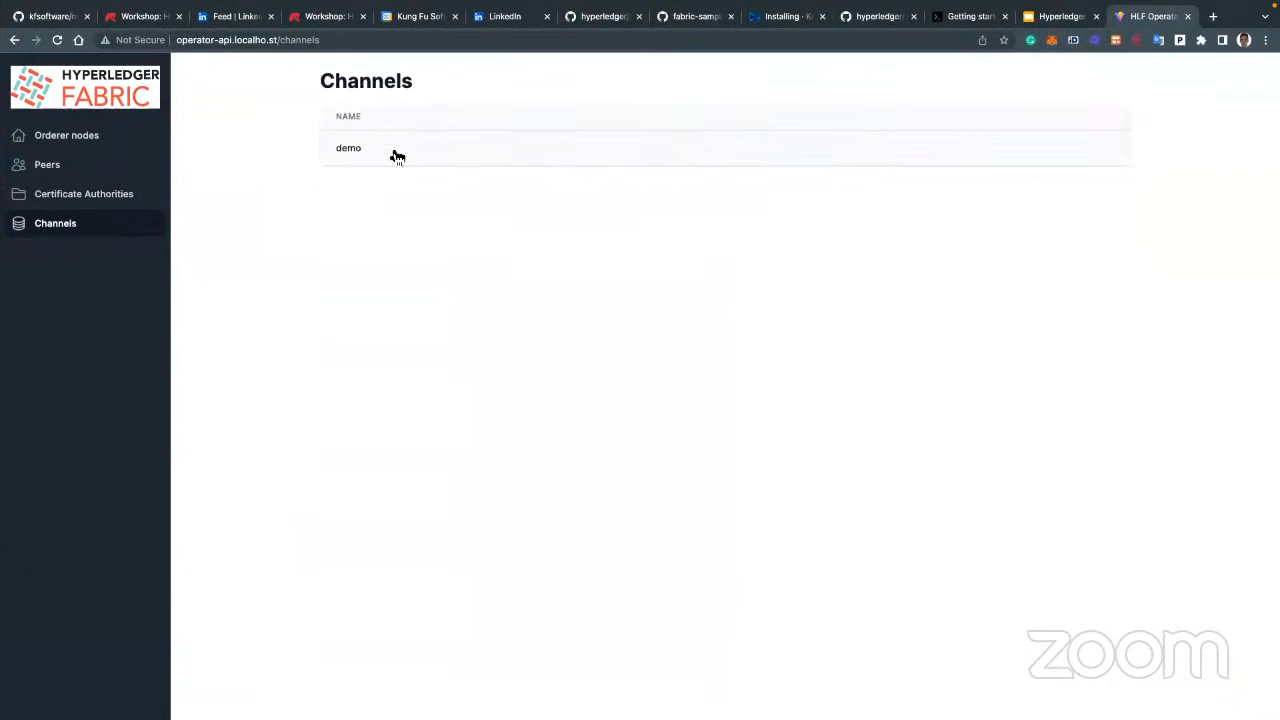 kfsoftware/
Workshop: H
Feed | Linke
Workshop: H
Kung Fu Sof
LinkedIn
hyperledger
fabric-samp
Installing · K
hyperledger
Getting start
Hyperledger
HLF Operato
Not Secure
operator-api.localho.st/channels
HYPERLEDGER
FABRIC
Orderer nodes
Peers
Certificate Authorities
Channels
Channels
NAME
demo
zoom